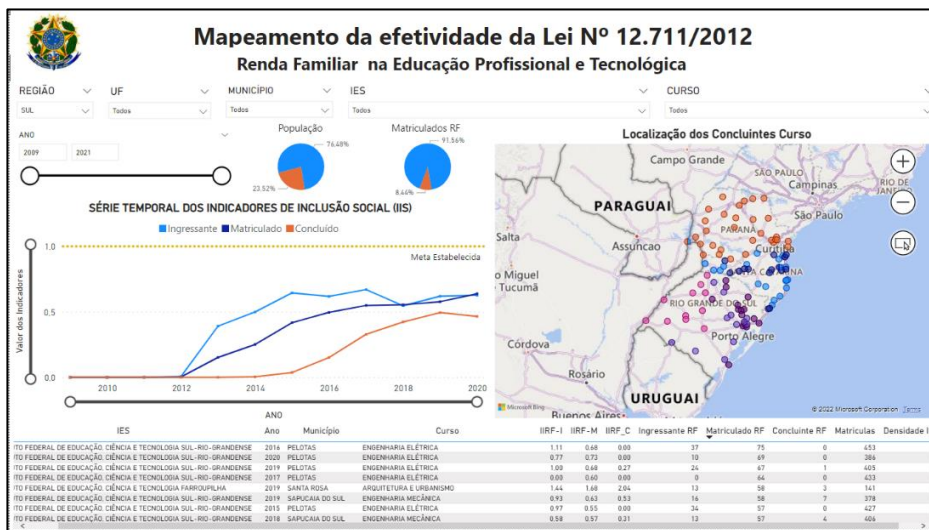 Mapeamento da efetividade da Lei Nº 12.711/2012
Renda Familiar na Educação Profissional e Tecnológica
REGIÃO UF MUNICÍPIO IES CURSO
SUL Todos Todos Todos Todos
ANO
2009 2021
População
76.48%
23.52%
Matriculados RF
91.56%
8.44%
SÉRIE TEMPORAL DOS INDICADORES DE INCLUSÃO SOCIAL (IIS)
Ingressante Matriculado Concluído
1,0
Meta Estabelecida
0,5
0,0
Valor dos Indicadores
2010 2012 2014 2016 2018 2020
ANO
Localização dos Concluintes Curso
Campo Grande
SÃO PAULO
Campinas
RIO DE
São Paulo
PARAGUAI
PARANÁ
Salta
Assuncao
Curitiba
n Miguel
Tucumã
RIO GRANDE DO SUL
Porto Alegre
Córdova
Rosário
URUGUAI
Buenos Aires
Microsoft Bing
© 2022 Microsoft Corporation Terms
IES Ano Município Curso IIRF-I IIRF-M IIRF_C Ingressante RF Matriculado RF Concluinte RF Matriculas Densidade I
ITO FEDERAL DE EDUCAÇÃO, CIÊNCIA E TECNOLOGIA SUL-RIO-GRANDENSE 2016 PELOTAS ENGENHARIA ELÉTRICA 1,11 0,68 0,00 37 75 0 453
ITO FEDERAL DE EDUCAÇÃO, CIÊNCIA E TECNOLOGIA SUL-RIO-GRANDENSE 2020 PELOTAS ENGENHARIA ELÉTRICA 0,77 0,73 0,00 10 69 0 386
ITO FEDERAL DE EDUCAÇÃO, CIÊNCIA E TECNOLOGIA SUL-RIO-GRANDENSE 2019 PELOTAS ENGENHARIA ELÉTRICA 1,00 0,68 0,27 24 67 1 405
ITO FEDERAL DE EDUCAÇÃO, CIÊNCIA E TECNOLOGIA SUL-RIO-GRANDENSE 2017 PELOTAS ENGENHARIA ELÉTRICA 0,00 0,60 0,00 0 64 0 433
ITO FEDERAL DE EDUCAÇÃO, CIÊNCIA E TECNOLOGIA FARROUPILHA 2019 SANTA ROSA ARQUITETURA E URBANISMO 1,44 1,68 2,04 13 58 3 141
ITO FEDERAL DE EDUCAÇÃO, CIÊNCIA E TECNOLOGIA SUL-RIO-GRANDENSE 2019 SAPUCAIA DO SUL ENGENHARIA MECÂNICA 0,93 0,63 0,53 16 58 7 378
ITO FEDERAL DE EDUCAÇÃO, CIÊNCIA E TECNOLOGIA SUL-RIO-GRANDENSE 2015 PELOTAS ENGENHARIA ELÉTRICA 0,97 0,55 0,00 34 57 0 427
ITO FEDERAL DE EDUCAÇÃO, CIÊNCIA E TECNOLOGIA SUL-RIO-GRANDENSE 2018 SAPUCAIA DO SUL ENGENHARIA MECÂNICA 0,58 0,57 0,31 13 57 4 406